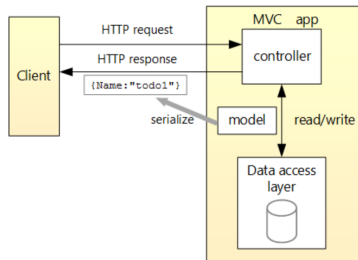 MVC app
HTTP request
HTTP response
Client
controller
{Name:"todo1"}
serialize
model
read/write
Data access
layer